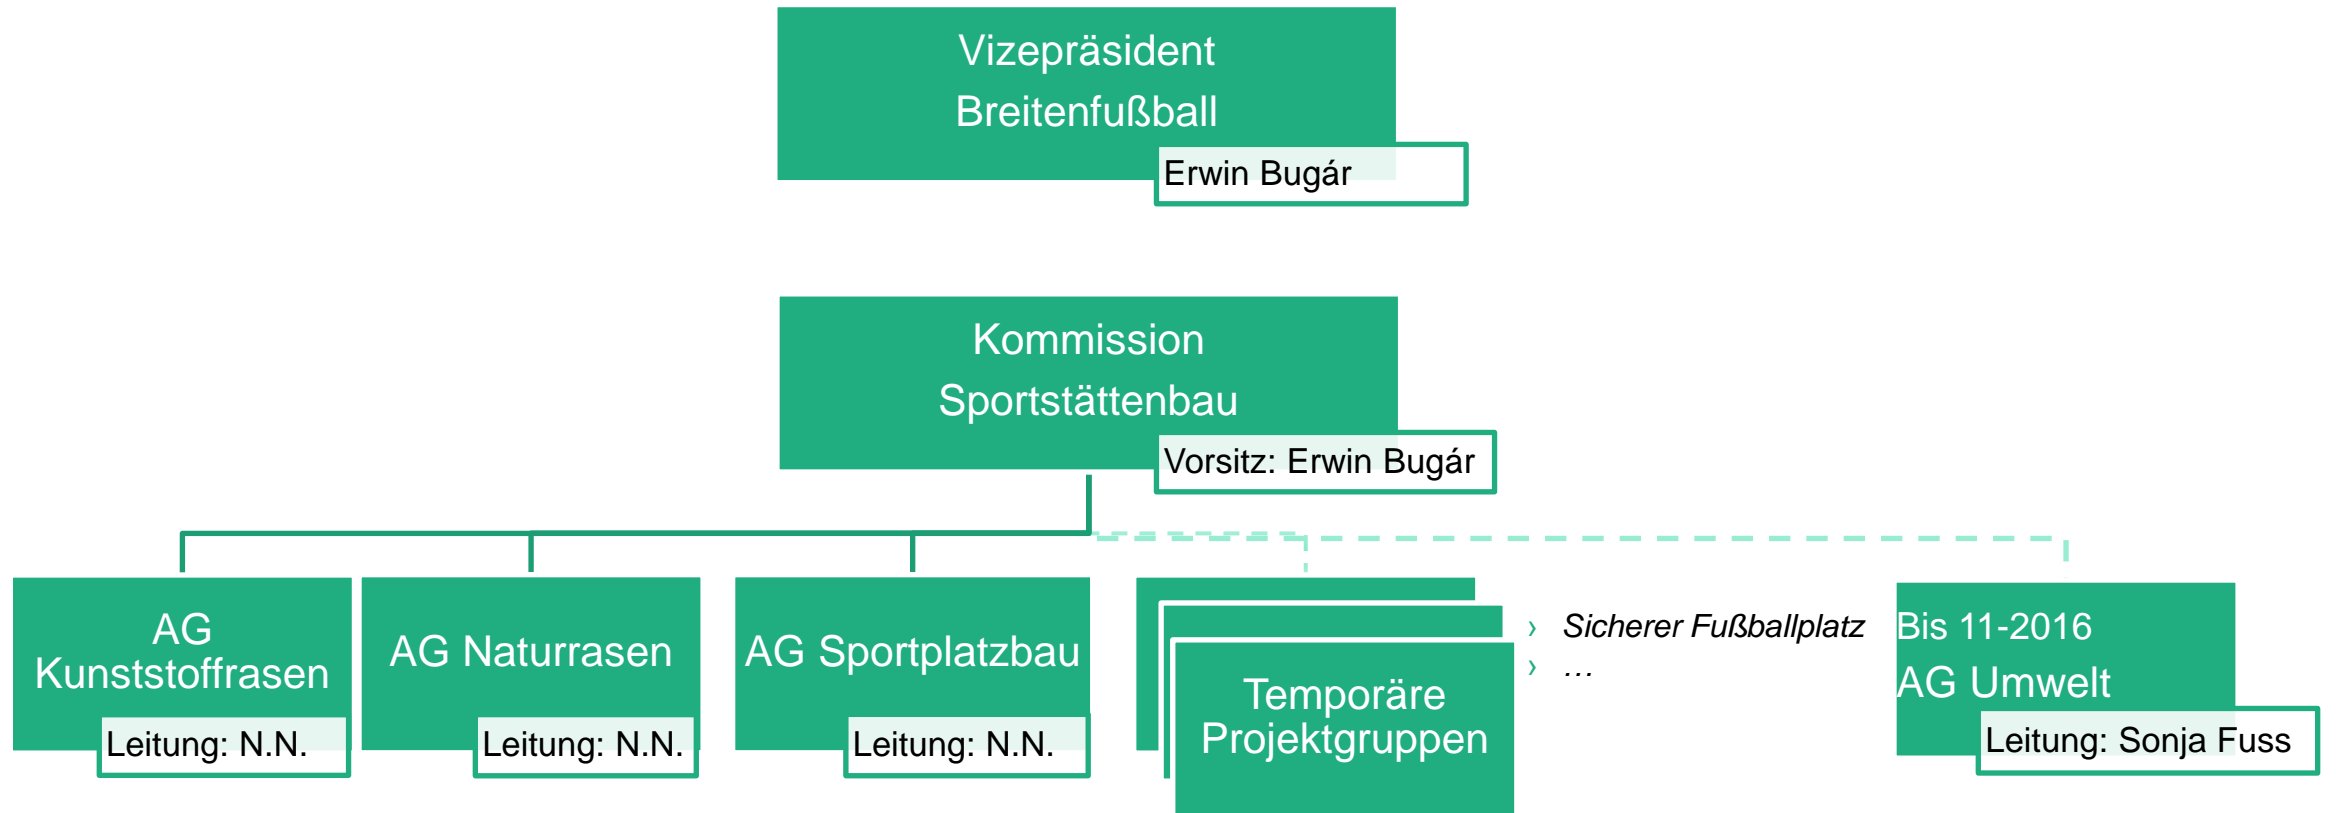 Vizepräsident
Breitenfußball
Erwin Bugár
Kommission
Sportstättenbau
Vorsitz: Erwin Bugár
AG
Kunststoffrasen
Leitung: N.N.
AG Naturrasen
Leitung: N.N.
AG Sportplatzbau
Leitung: N.N.
Temporäre
Projektgruppen
› Sicherer Fußballplatz
› …
Bis 11-2016
AG Umwelt
Leitung: Sonja Fuss